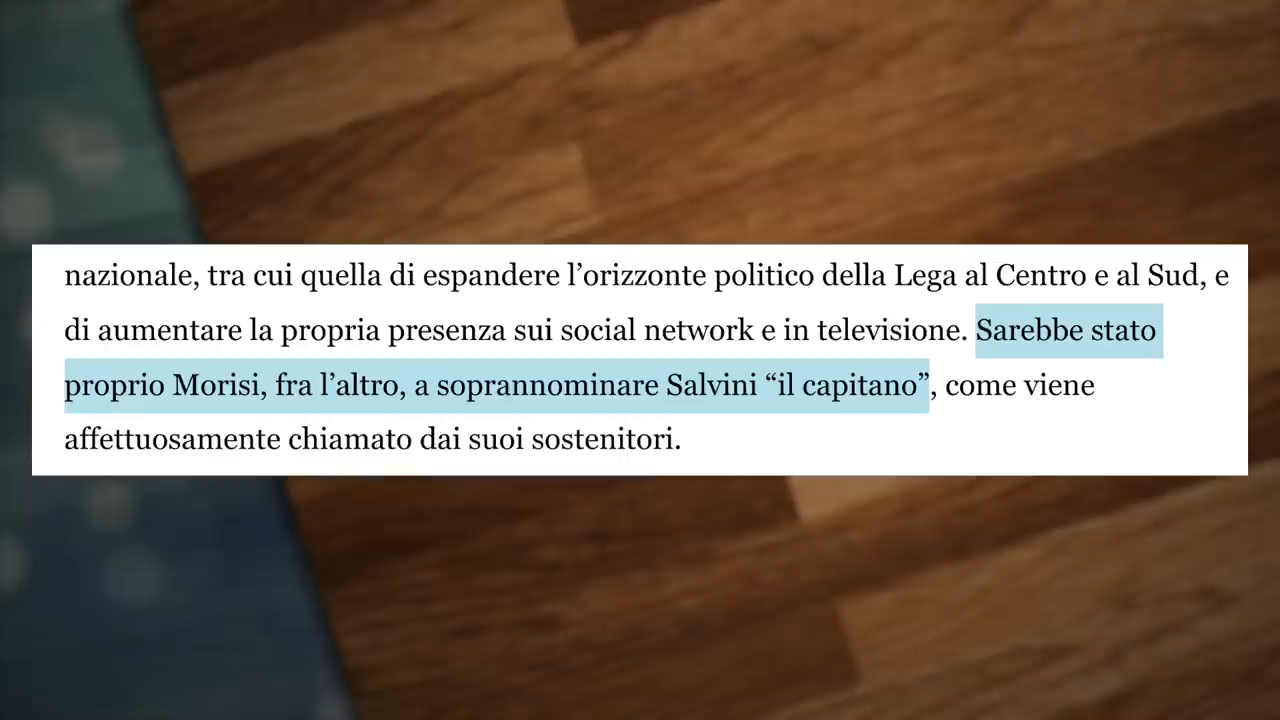 nazionale, tra cui quella di espandere l’orizzonte politico della Lega al Centro e al Sud, e
di aumentare la propria presenza sui social network e in televisione. Sarebbe stato
proprio Morisi, fra l’altro, a soprannominare Salvini “il capitano”, come viene
affettuosamente chiamato dai suoi sostenitori.